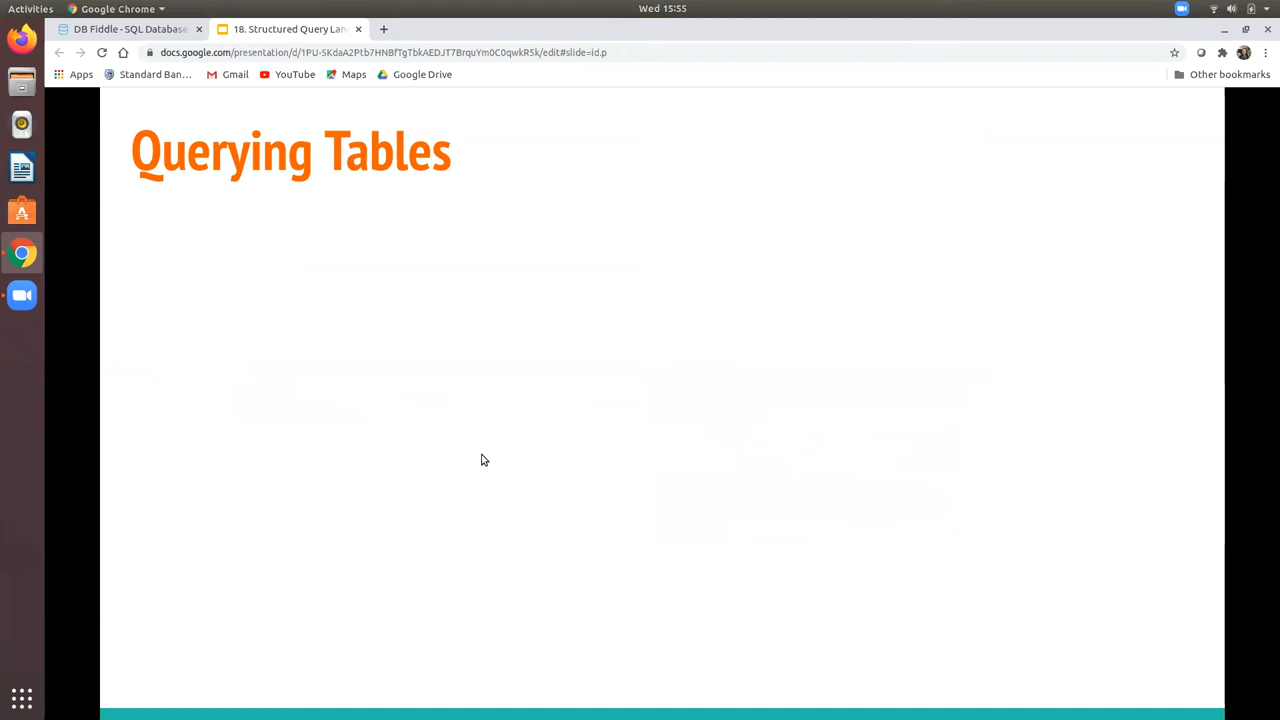 Activities Google Chrome Wed 15:55
DB Fiddle - SQL Database 18. Structured Query Lan
docs.google.com/presentation/d/1PU-SKdaA2Ptb7HNBfTgTbkAEDJT7BrquYm0C0qwkR5k/edit#slide=id.p
Apps Standard Ban... Gmail YouTube Maps Google Drive Other bookmarks
Querying Tables